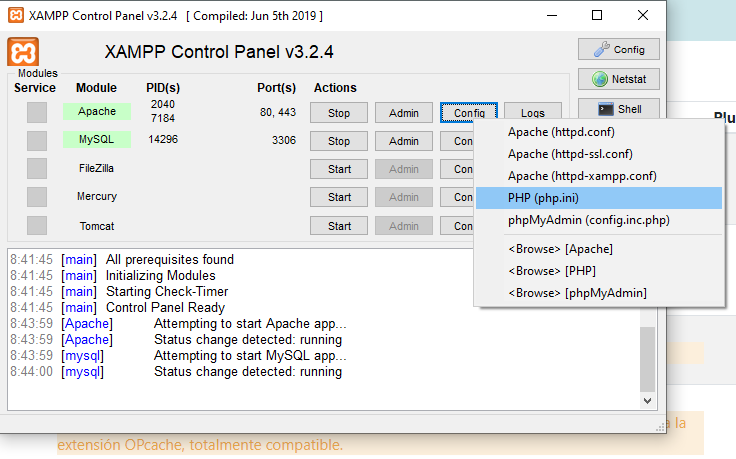 XAMPP Control Panel v3.2.4 [ Compiled: Jun 5th 2019 ]
XAMPP Control Panel v3.2.4
Config
Netstat
Shell
Modules
Service Module PID(s) Port(s) Actions
Apache 2040 7184 80, 443 Stop Admin Config Logs
MySQL 14296 3306 Stop Admin
FileZilla Start Admin
Mercury Start Admin
Tomcat Start Admin
Apache (httpd.conf)
Apache (httpd-ssl.conf)
Apache (httpd-xampp.conf)
PHP (php.ini)
phpMyAdmin (config.inc.php)
<Browse> [Apache]
<Browse> [PHP]
<Browse> [phpMyAdmin]
8:41:45 [main] All prerequisites found
8:41:45 [main] Initializing Modules
8:41:45 [main] Starting Check-Timer
8:41:45 [main] Control Panel Ready
8:43:59 [Apache] Attempting to start Apache app...
8:43:59 [Apache] Status change detected: running
8:43:59 [mysql] Attempting to start MySQL app...
8:44:00 [mysql] Status change detected: running
la
extensión OPcache, totalmente compatible.